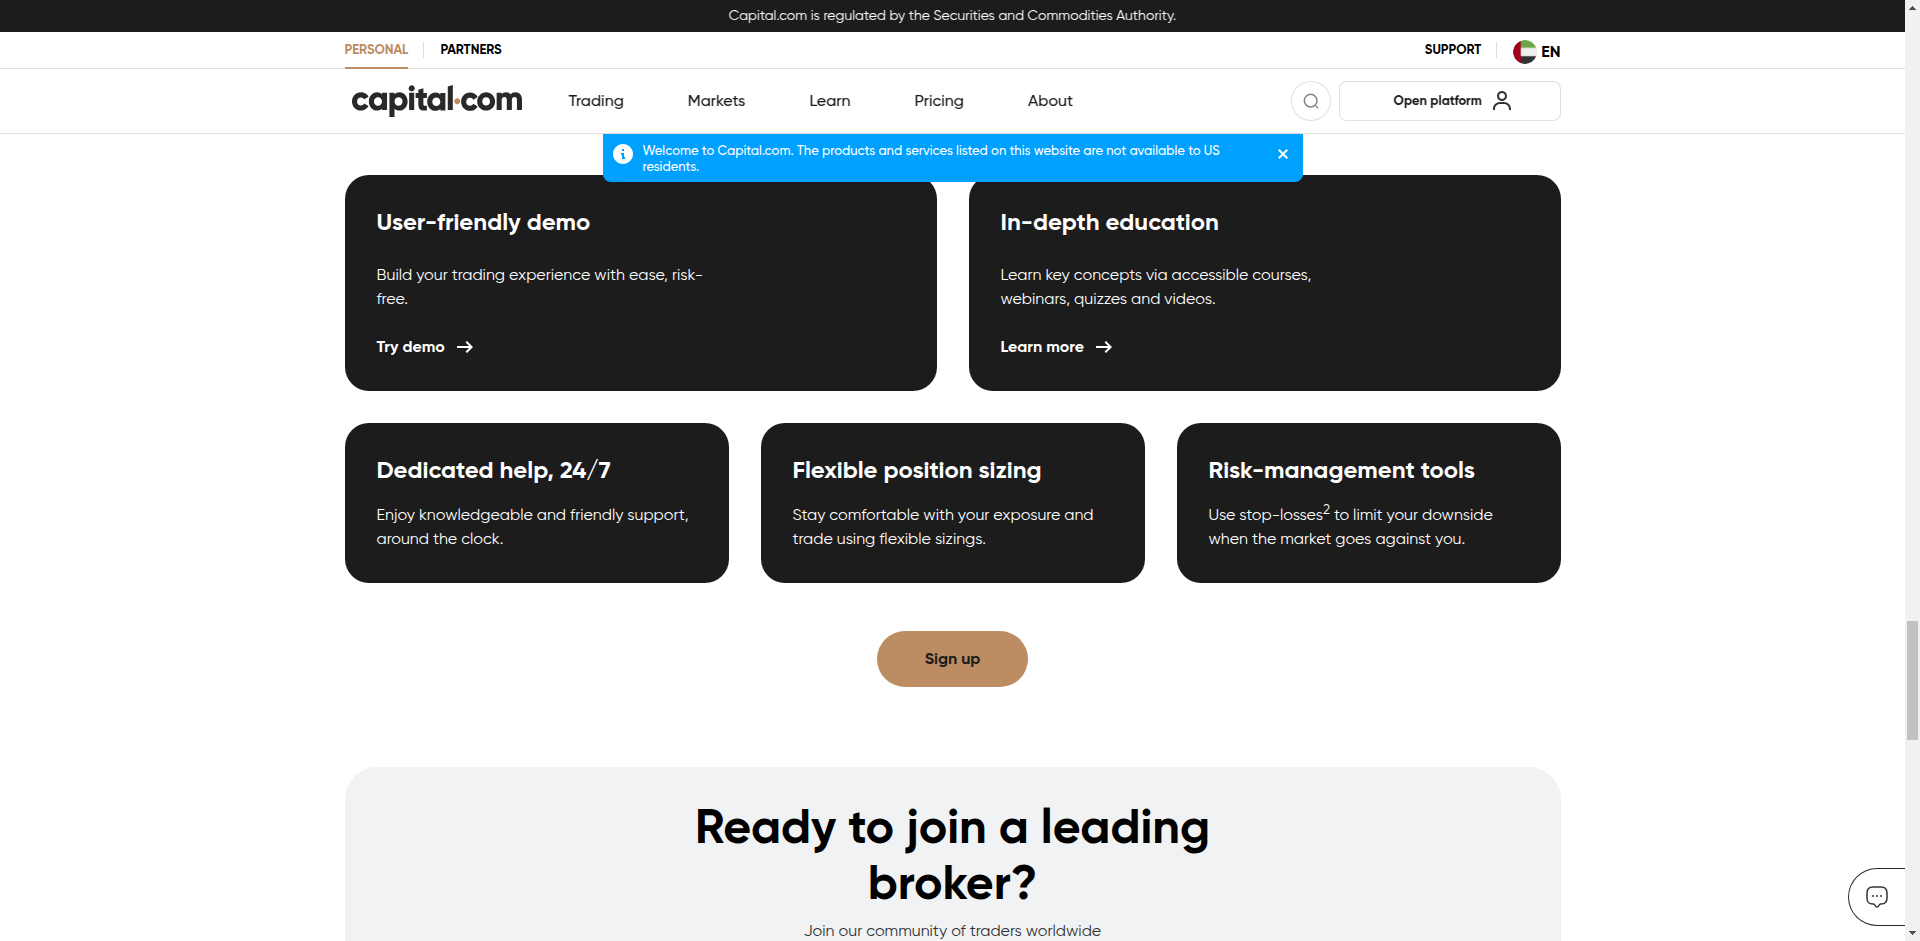 Capital.com is regulated by the Securities and Commodities Authority.
PERSONAL PARTNERS SUPPORT EN
capital.com Trading Markets Learn Pricing About Open platform
Welcome to Capital.com. The products and services listed on this website are not available to US
residents.
User-friendly demo
Build your trading experience with ease, risk-
free.
Try demo
In-depth education
Learn key concepts via accessible courses,
webinars, quizzes and videos.
Learn more
Dedicated help, 24/7
Enjoy knowledgeable and friendly support,
around the clock.
Flexible position sizing
Stay comfortable with your exposure and
trade using flexible sizings.
Risk-management tools
Use stop-losses2 to limit your downside
when the market goes against you.
Sign up
Ready to join a leading
broker?
Join our community of traders worldwide